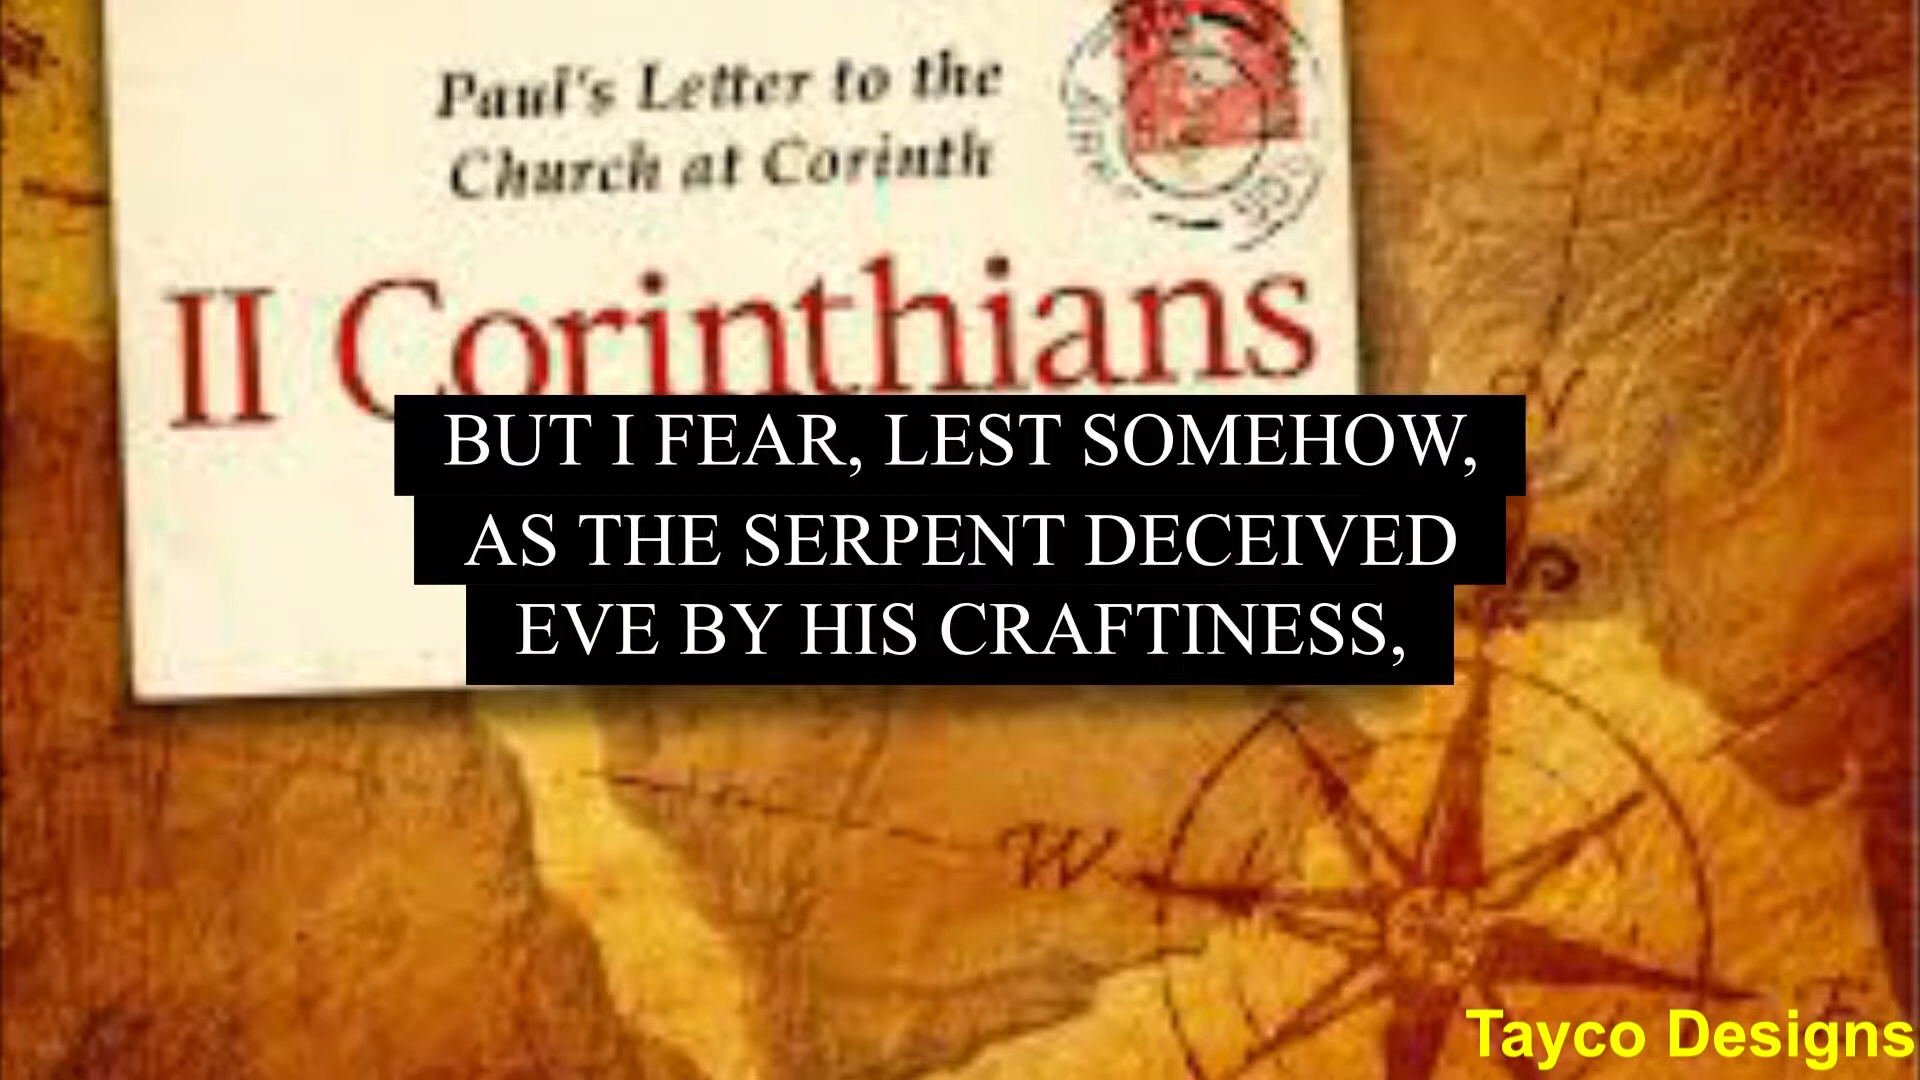 Paul's Letter to the
Church at Corinth
II Corinthians
BUT I FEAR, LEST SOMEHOW,
AS THE SERPENT DECEIVED
EVE BY HIS CRAFTINESS,
W
Tayco Designs